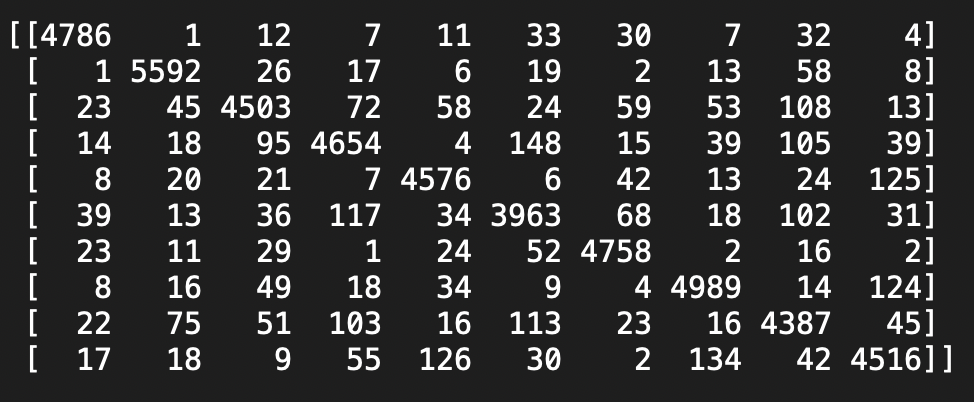 [[4786 1 12 7 11 33 30 7 32 4]
[ 1 5592 26 17 6 19 2 13 58 8]
[ 23 45 4503 72 58 24 59 53 108 13]
[ 14 18 95 4654 4 148 15 39 105 39]
[ 8 20 21 7 4576 6 42 13 24 125]
[ 39 13 36 117 34 3963 68 18 102 31]
[ 23 11 29 1 24 52 4758 2 16 2]
[ 8 16 49 18 34 9 4 4989 14 124]
[ 22 75 51 103 16 113 23 16 4387 45]
[ 17 18 9 55 126 30 2 134 42 4516]]